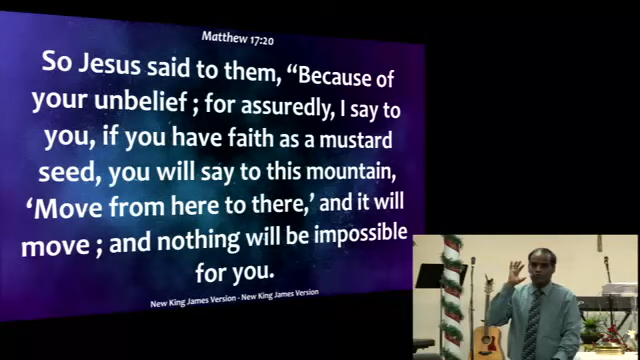 Matthew 17:20
So Jesus said to them, “Because of
your unbelief ; for assuredly, I say to
you, if you have faith as a mustard
seed, you will say to this mountain,
‘Move from here to there,’ and it will
move ; and nothing will be impossible
for you.
New King James Version - New King James Version